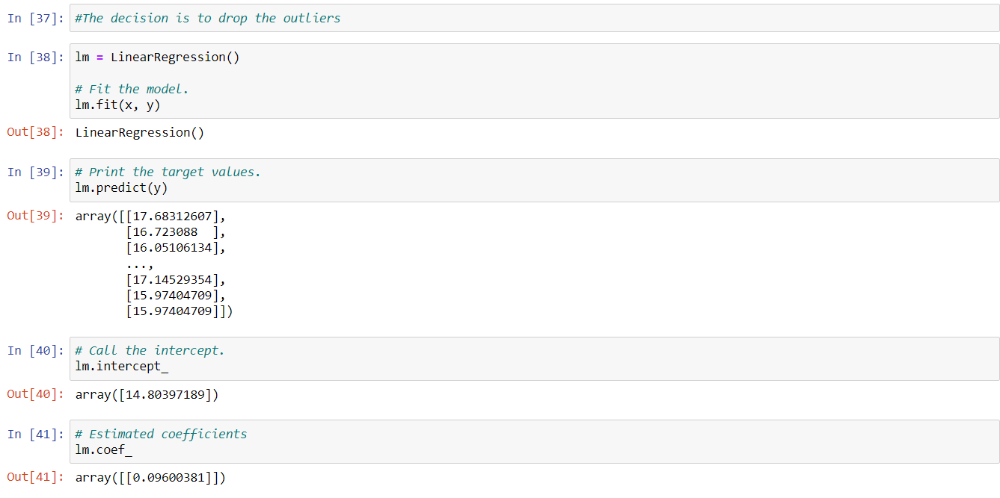 In [37]: #The decision is to drop the outliers
In [38]: lm = LinearRegression()
# Fit the model.
lm.fit(x, y)
Out[38]: LinearRegression()
In [39]: # Print the target values.
lm.predict(y)
Out[39]: array([[17.68312607],
[16.723088  ],
[16.05106134],
...,
[17.14529354],
[15.97404709],
[15.97404709]])
In [40]: # Call the intercept.
lm.intercept_
Out[40]: array([14.80397189])
In [41]: # Estimated coefficients
lm.coef_
Out[41]: array([[0.09600381]])